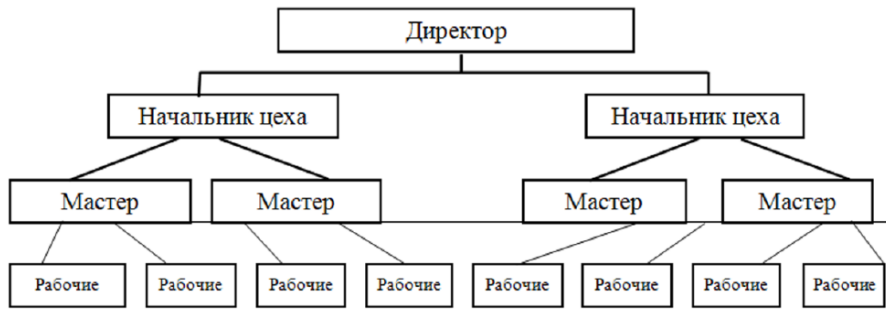 Директор
Начальник цеха
Начальник цеха
Мастер
Мастер
Мастер
Мастер
Рабочие
Рабочие
Рабочие
Рабочие
Рабочие
Рабочие
Рабочие
Рабочие